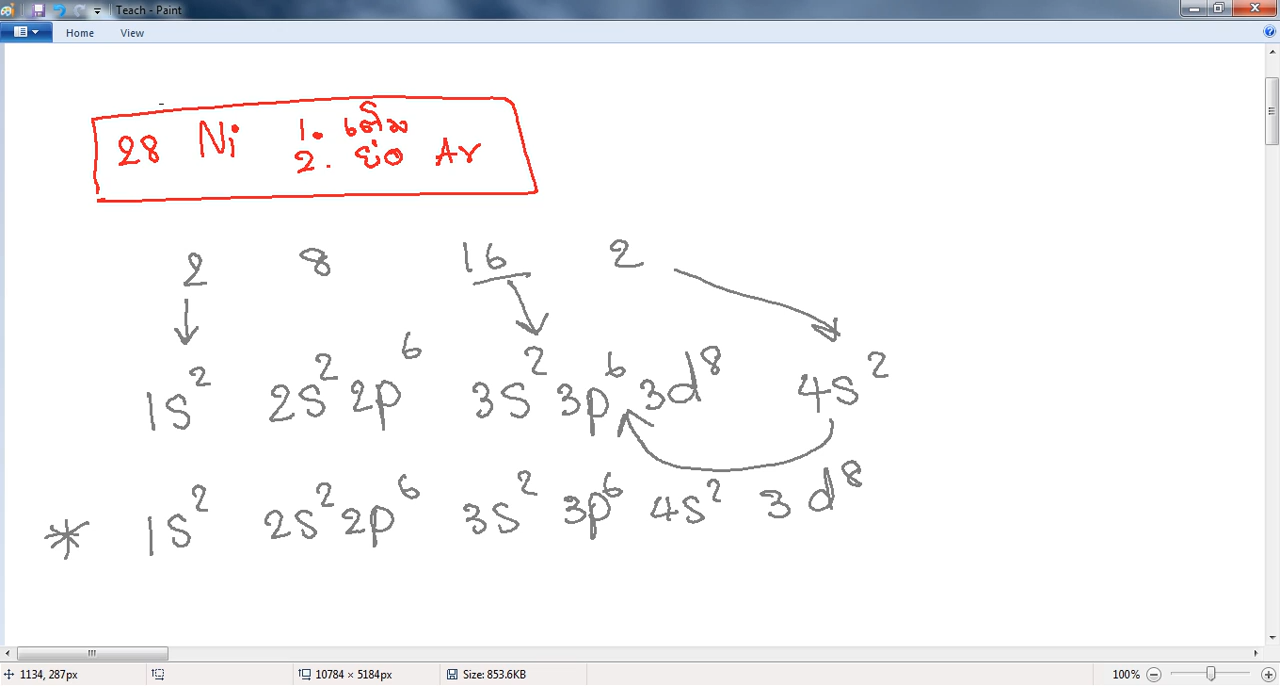 Teach - Paint
Home View
28 Ni 1. เต็ม
2. ย่อ Ar
2 8 16 2
1s² 2s² 2p⁶ 3s² 3p⁶ 3d⁸ 4s²
* 1s² 2s² 2p⁶ 3s² 3p⁶ 4s² 3d⁸
1134, 287px 10784 × 5184px Size: 853.6KB 100%